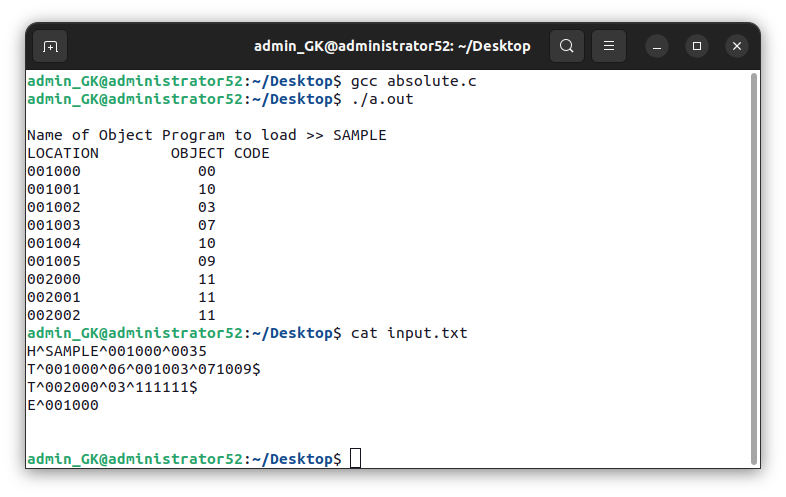 admin_GK@administrator52: ~/Desktop
admin_GK@administrator52:~/Desktop$ gcc absolute.c
admin_GK@administrator52:~/Desktop$ ./a.out
Name of Object Program to load >> SAMPLE
LOCATION        OBJECT CODE
001000             00
001001             10
001002             03
001003             07
001004             10
001005             09
002000             11
002001             11
002002             11
admin_GK@administrator52:~/Desktop$ cat input.txt
H^SAMPLE^001000^0035
T^001000^06^001003^071009$
T^002000^03^111111$
E^001000
admin_GK@administrator52:~/Desktop$